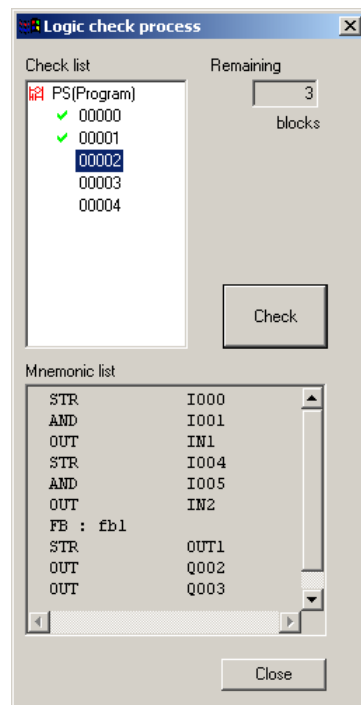 Logic check process
Check list
Remaining
PS(Program)
3
00000
blocks
00001
00002
00003
00004
Check
Mnemonic list
STR I000
AND I001
OUT IN1
STR I004
AND I005
OUT IN2
FB : fb1
STR OUT1
OUT Q002
OUT Q003
Close